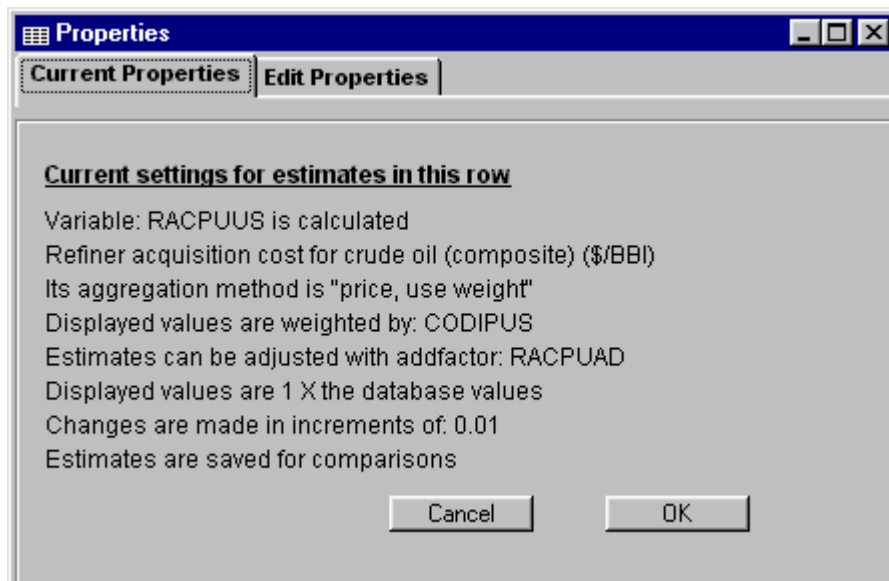 Properties
Current Properties
Edit Properties
Current settings for estimates in this row
Variable: RACPUUS is calculated
Refiner acquisition cost for crude oil (composite) ($/BBl)
Its aggregation method is "price, use weight"
Displayed values are weighted by: CODIPUS
Estimates can be adjusted with addfactor: RACPUAD
Displayed values are 1 X the database values
Changes are made in increments of: 0.01
Estimates are saved for comparisons
Cancel
OK